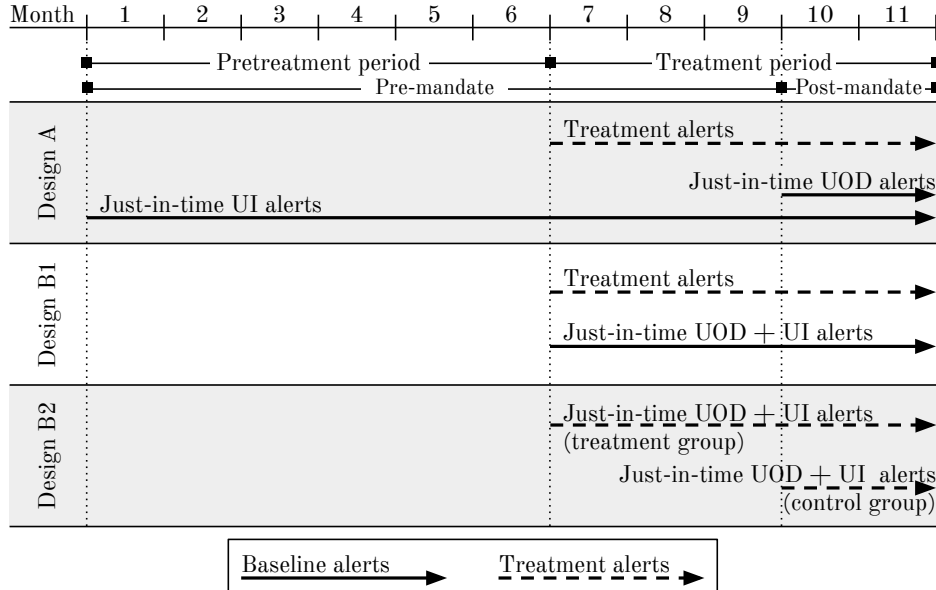 Month 1 2 3 4 5 6 7 8 9 10 11
Pretreatment period Treatment period
Pre-mandate Post-mandate
Design A
Treatment alerts
Just-in-time UOD alerts
Just-in-time UI alerts
Design B1
Treatment alerts
Just-in-time UOD + UI alerts
Design B2
Just-in-time UOD + UI alerts
(treatment group)
Just-in-time UOD + UI alerts
(control group)
Baseline alerts Treatment alerts